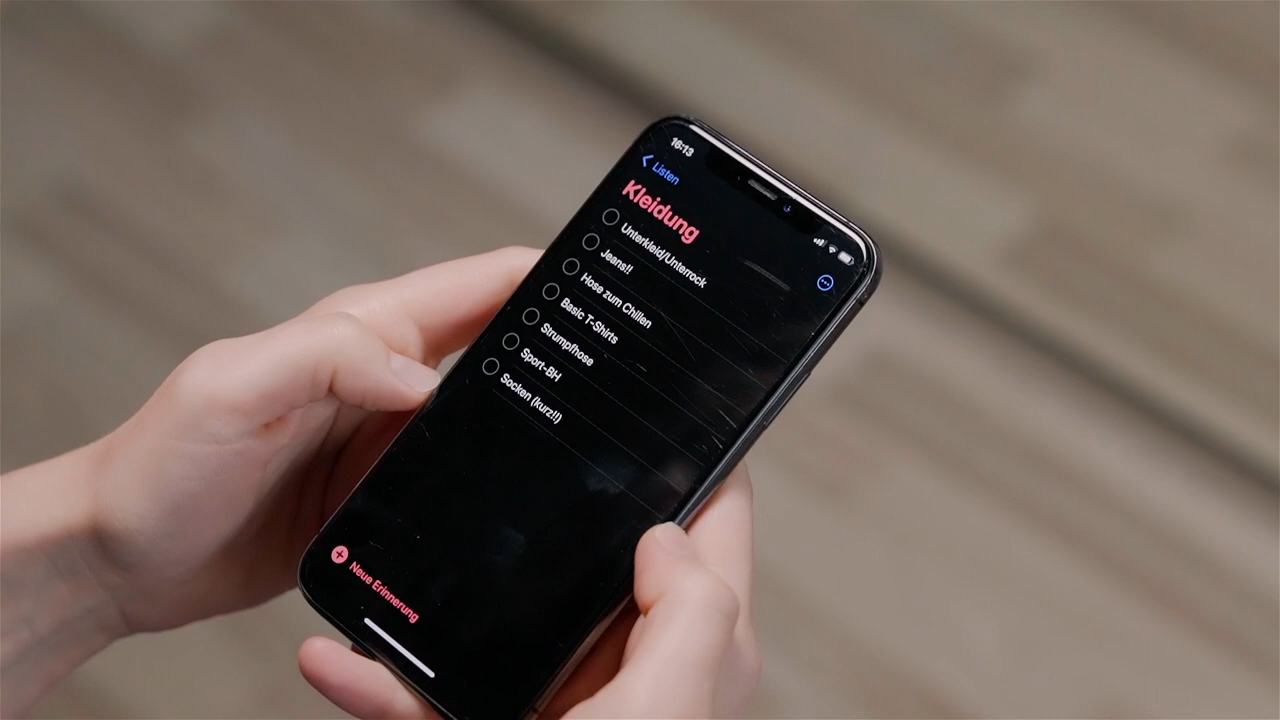 16:13
Listen
Kleidung
Unterkleid/Unterrock
Jeans!!
Hose zum Chillen
Basic T-Shirts
Strumpfhose
Sport-BH
Socken (kurz!!)
Neue Erinnerung